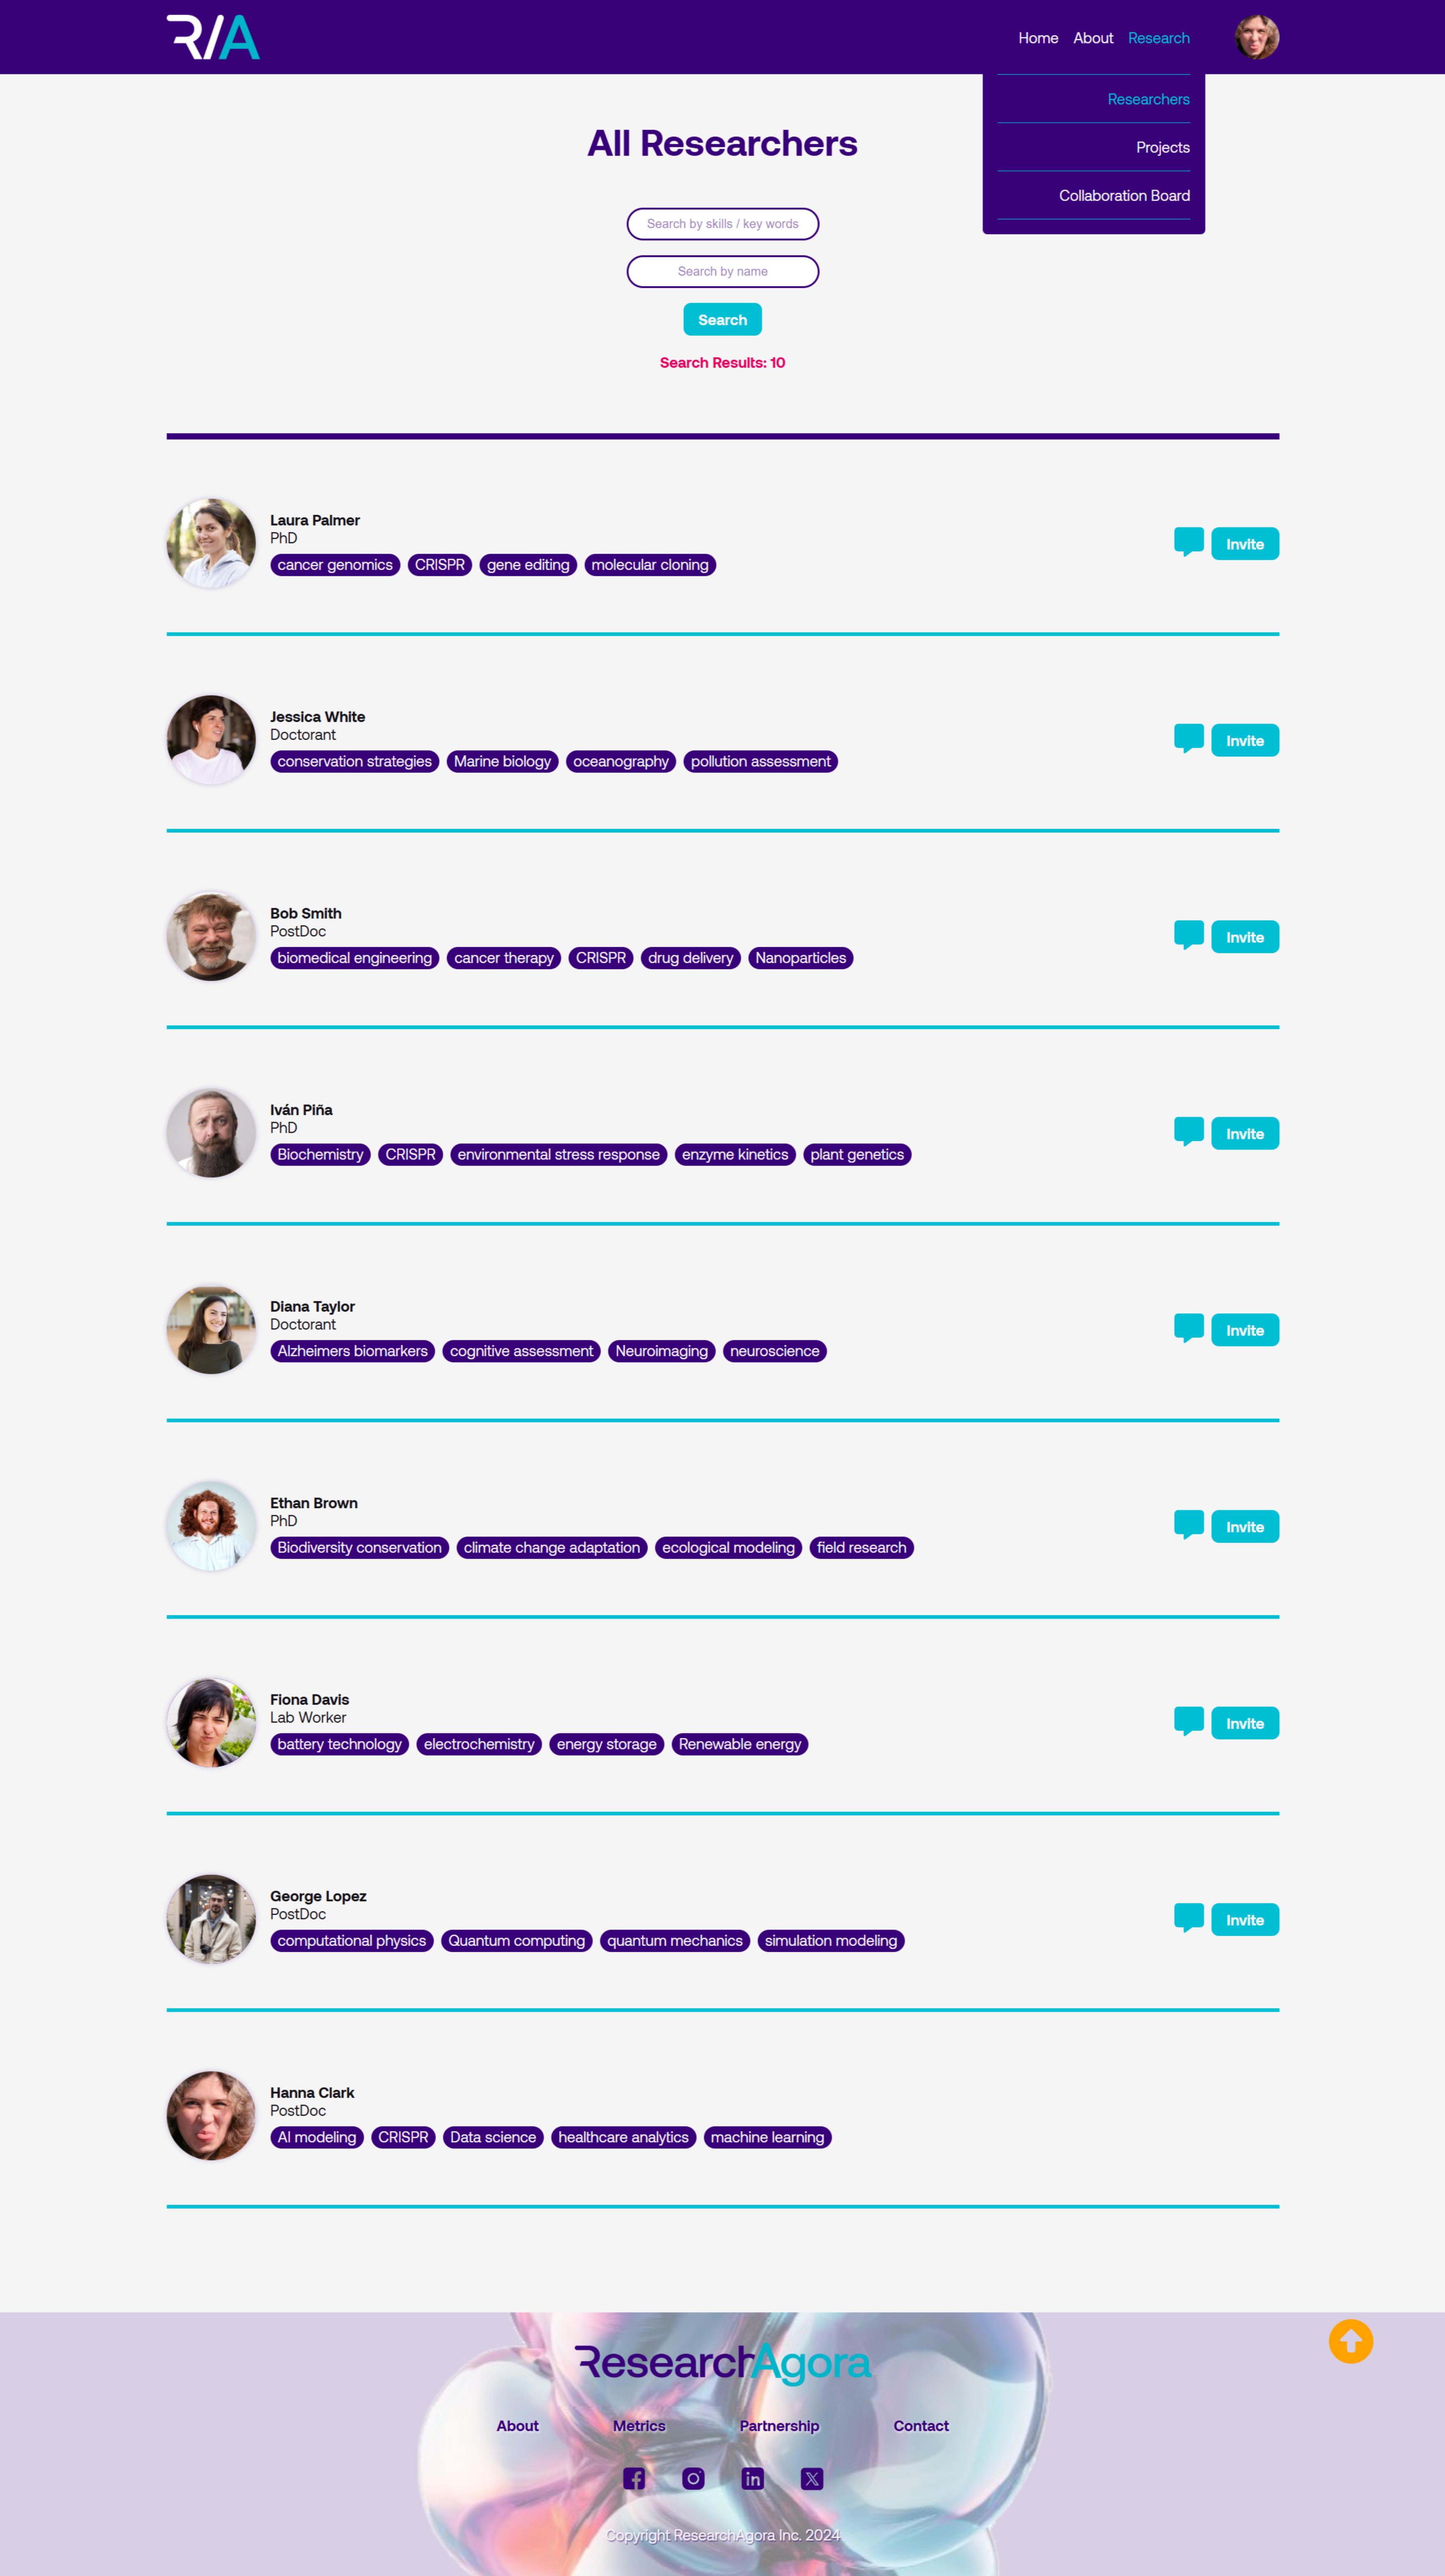 R/A
Home About Research
Researchers
Projects
Collaboration Board
All Researchers
Search by skills / key words
Search by name
Search
Search Results: 10
Laura Palmer
PhD
cancer genomics CRISPR gene editing molecular cloning
Invite
Jessica White
Doctorant
conservation strategies Marine biology oceanography pollution assessment
Invite
Bob Smith
PostDoc
biomedical engineering cancer therapy CRISPR drug delivery Nanoparticles
Invite
Iván Piña
PhD
Biochemistry CRISPR environmental stress response enzyme kinetics plant genetics
Invite
Diana Taylor
Doctorant
Alzheimers biomarkers cognitive assessment Neuroimaging neuroscience
Invite
Ethan Brown
PhD
Biodiversity conservation climate change adaptation ecological modeling field research
Invite
Fiona Davis
Lab Worker
battery technology electrochemistry energy storage Renewable energy
Invite
George Lopez
PostDoc
computational physics Quantum computing quantum mechanics simulation modeling
Invite
Hanna Clark
PostDoc
AI modeling CRISPR Data science healthcare analytics machine learning
ResearchAgora
About Metrics Partnership Contact
Copyright ResearchAgora Inc. 2024